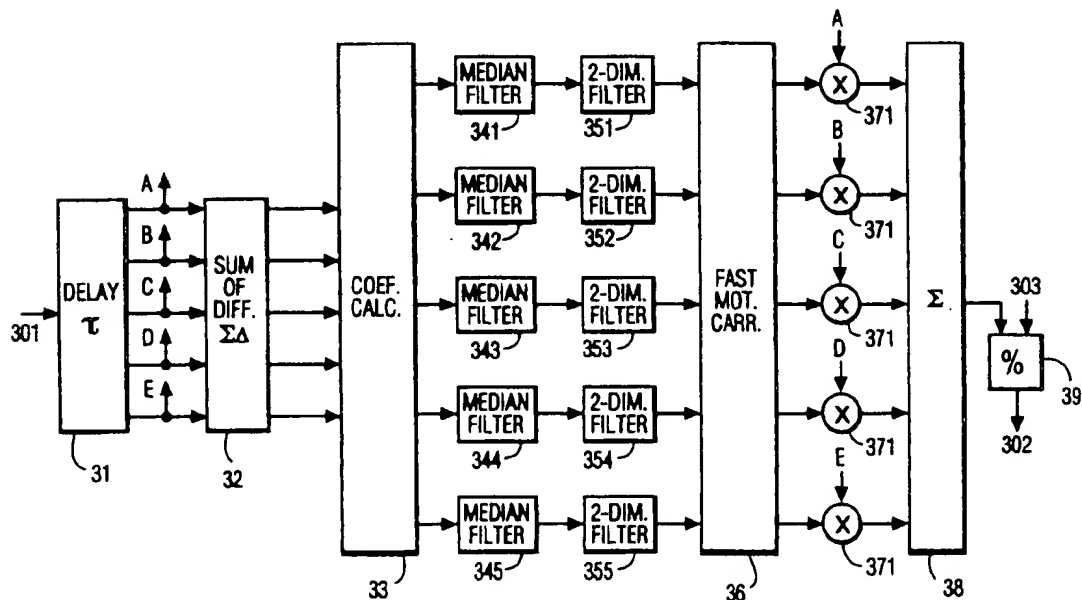 A
MEDIAN
FILTER
2-DIM.
FILTER
X
341
351
371
B
MEDIAN
FILTER
2-DIM.
FILTER
X
342
352
371
A
B
C
D
E
DELAY
τ
301
SUM
OF
DIFF.
ΣΔ
COEF.
CALC.
C
MEDIAN
FILTER
2-DIM.
FILTER
FAST
MOT.
CARR.
X
343
353
371
Σ
303
%
39
302
D
MEDIAN
FILTER
2-DIM.
FILTER
X
344
354
371
31
32
E
MEDIAN
FILTER
2-DIM.
FILTER
X
345
355
371
33
36
38